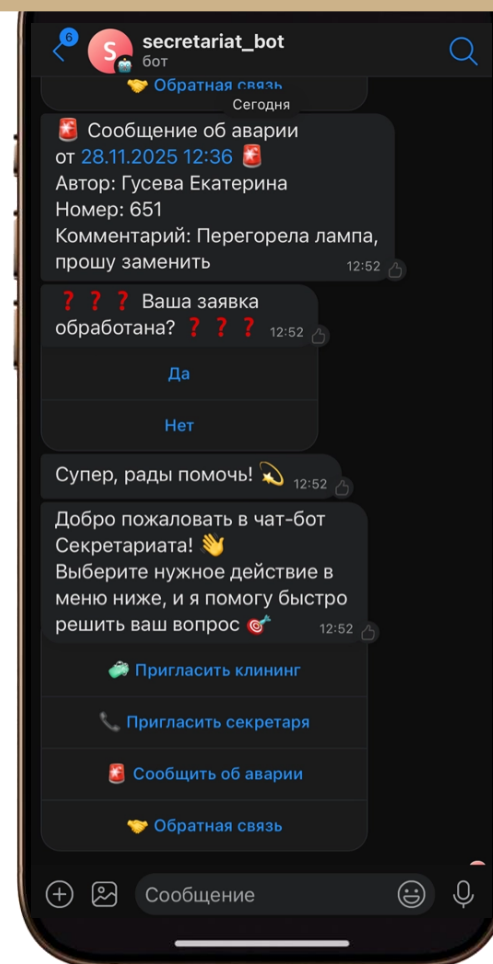 6
S
secretariat_bot
бот
🤝 Обратная связь
Сегодня
🚨 Сообщение об аварии
от 28.11.2025 12:36 🚨
Автор: Гусева Екатерина
Номер: 651
Комментарий: Перегорела лампа,
прошу заменить
12:52
❓ ❓ ❓ Ваша заявка
обработана? ❓ ❓ ❓ 12:52
Да
Нет
Супер, рады помочь! 💫 12:52
Добро пожаловать в чат-бот
Секретариата! 👋
Выберите нужное действие в
меню ниже, и я помогу быстро
решить ваш вопрос 🎯 12:52
🧼 Пригласить клининг
📞 Пригласить секретаря
🚨 Сообщить об аварии
🤝 Обратная связь
Сообщение